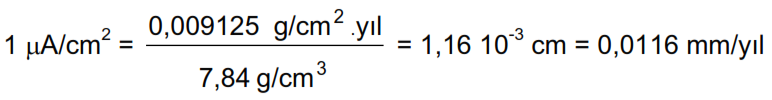 1 μA/cm² = 0,009125 g/cm² .yıl / 7,84 g/cm³ = 1,16 10⁻³ cm = 0,0116 mm/yıl